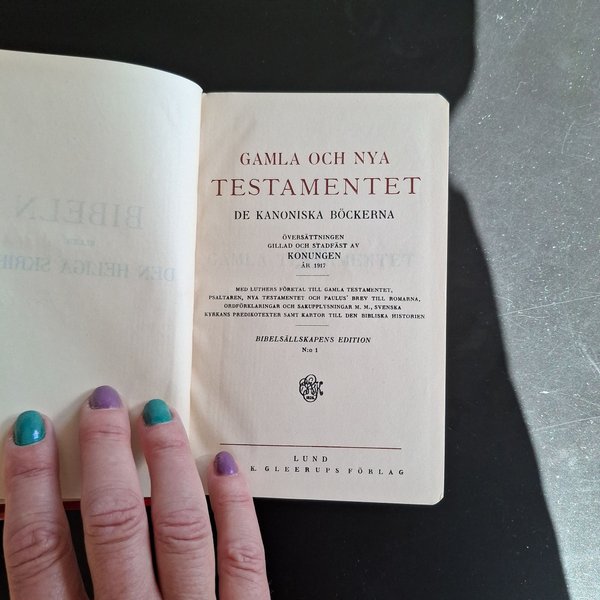 GAMLA OCH NYA
TESTAMENTET
DE KANONISKA BÖCKERNA
ÖVERSÄTTNINGEN
GILLAD OCH STADFÄST AV
KONUNGEN
ÅR 1917
MED LUTHERS FÖRETAL TILL GAMLA TESTAMENTET,
PSALTAREN, NYA TESTAMENTET OCH PAULUS' BREV TILL ROMARNA,
ORDFÖRKLARINGAR OCH SAKUPPLYSNINGAR M. M., SVENSKA
KYRKANS PREDIKOTEXTER SAMT KARTOR TILL DEN BIBLISKA HISTORIEN
BIBELSÄLLSKAPENS EDITION
N:o 1
LUND
K. GLEERUPS FÖRLAG